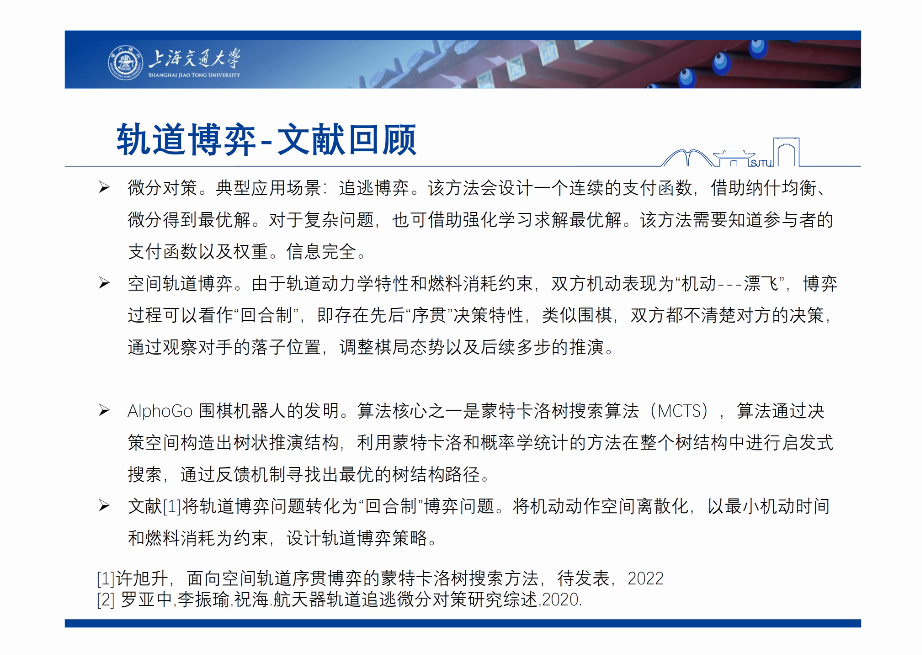 上海交通大学
SHANGHAI JIAO TONG UNIVERSITY
轨道博弈-文献回顾
SJTU
➢ 微分对策。典型应用场景：追逃博弈。该方法会设计一个连续的支付函数，借助纳什均衡、
微分得到最优解。对于复杂问题，也可借助强化学习求解最优解。该方法需要知道参与者的
支付函数以及权重。信息完全。
➢ 空间轨道博弈。由于轨道动力学特性和燃料消耗约束，双方机动表现为“机动---漂飞”，博弈
过程可以看作“回合制”，即存在先后“序贯”决策特性，类似围棋，双方都不清楚对方的决策，
通过观察对手的落子位置，调整棋局态势以及后续多步的推演。
➢ AlphoGo 围棋机器人的发明。算法核心之一是蒙特卡洛树搜索算法（MCTS），算法通过决
策空间构造出树状推演结构，利用蒙特卡洛和概率学统计的方法在整个树结构中进行启发式
搜索，通过反馈机制寻找出最优的树结构路径。
➢ 文献[1]将轨道博弈问题转化为“回合制”博弈问题。将机动动作空间离散化，以最小机动时间
和燃料消耗为约束，设计轨道博弈策略。
[1]许旭升，面向空间轨道序贯博弈的蒙特卡洛树搜索方法，待发表，2022
[2] 罗亚中,李振瑜,祝海.航天器轨道追逃微分对策研究综述,2020.